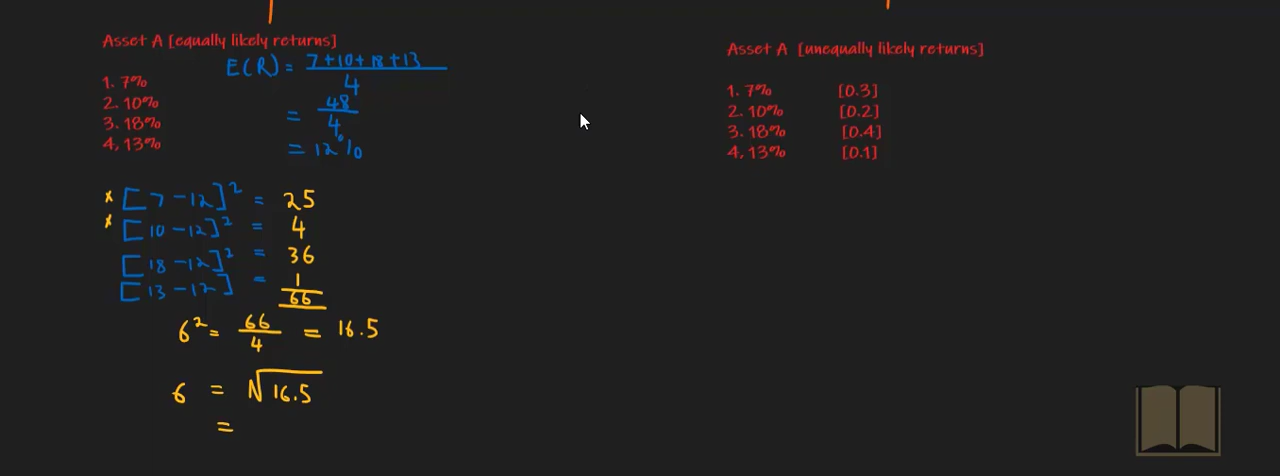 Asset A [equally likely returns]
E(R) = 7+10+18+13
4
1. 7%
2. 10%
3. 18%
4, 13%
= 48
4
= 12%
* [7-12]² = 25
* [10-12]² = 4
[18-12]² = 36
[13-12] = 1
66
6² = 66
4
= 16.5
6 = √16.5
=
Asset A [unequally likely returns]
1. 7% [0.3]
2. 10% [0.2]
3. 18% [0.4]
4, 13% [0.1]